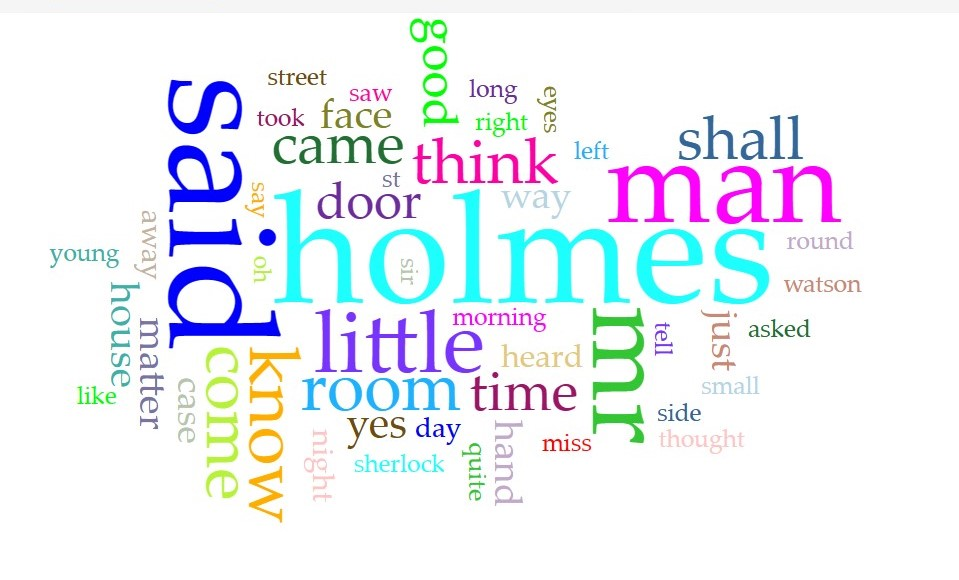 good
street
saw
long
eyes
said
took
face
right
came
think
left
shall
st
man
say
door
way
holmes
away
round
young
oh
sir
watson
house
little
morning
mr
tell
just
asked
matter
heard
come
know
room
time
small
like
case
side
yes
day
hand
miss
thought
night
sherlock
quite